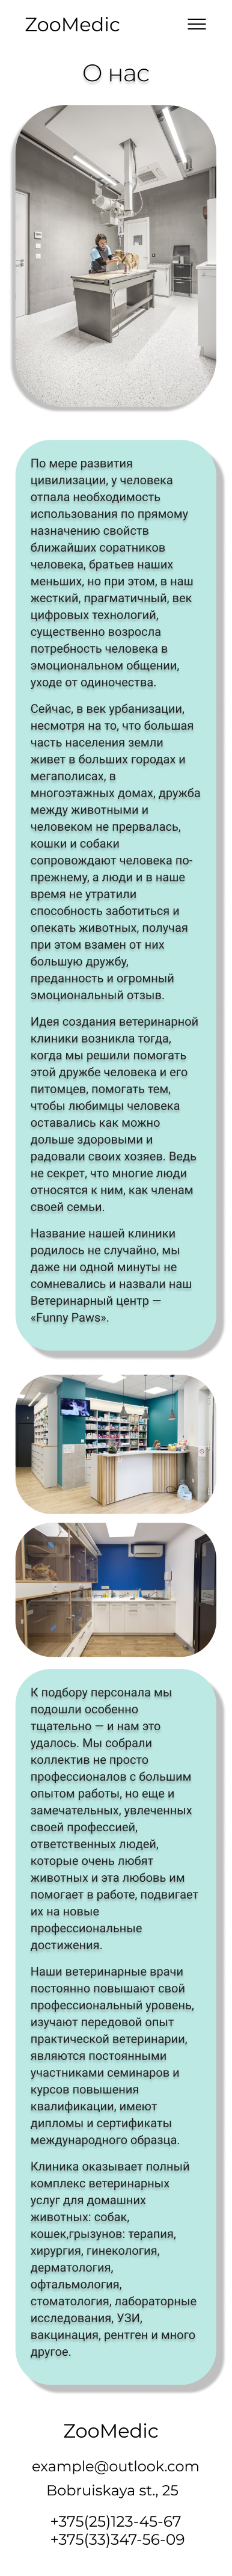 ZooMedic
О нас
По мере развития
цивилизации, у человека
отпала необходимость
использования по прямому
назначению свойств
ближайших соратников
человека, братьев наших
меньших, но при этом, в наш
жесткий, прагматичный, век
цифровых технологий,
существенно возросла
потребность человека в
эмоциональном общении,
уходе от одиночества.
Сейчас, в век урбанизации,
несмотря на то, что большая
часть населения земли
живет в больших городах и
мегаполисах, в
многоэтажных домах, дружба
между животными и
человеком не прервалась,
кошки и собаки
сопровождают человека по-
прежнему, а люди и в наше
время не утратили
способность заботиться и
опекать животных, получая
при этом взамен от них
большую дружбу,
преданность и огромный
эмоциональный отзыв.
Идея создания ветеринарной
клиники возникла тогда,
когда мы решили помогать
этой дружбе человека и его
питомцев, помогать тем,
чтобы любимцы человека
оставались как можно
дольше здоровыми и
радовали своих хозяев. Ведь
не секрет, что многие люди
относятся к ним, как членам
своей семьи.
Название нашей клиники
родилось не случайно, мы
даже ни одной минуты не
сомневались и назвали наш
Ветеринарный центр —
«Funny Paws».
К подбору персонала мы
подошли особенно
тщательно — и нам это
удалось. Мы собрали
коллектив не просто
профессионалов с большим
опытом работы, но еще и
замечательных, увлеченных
своей профессией,
ответственных людей,
которые очень любят
животных и эта любовь им
помогает в работе, подвигает
их на новые
профессиональные
достижения.
Наши ветеринарные врачи
постоянно повышают свой
профессиональный уровень,
изучают передовой опыт
практической ветеринарии,
являются постоянными
участниками семинаров и
курсов повышения
квалификации, имеют
дипломы и сертификаты
международного образца.
Клиника оказывает полный
комплекс ветеринарных
услуг для домашних
животных: собак,
кошек,грызунов: терапия,
хирургия, гинекология,
дерматология,
офтальмология,
стоматология, лабораторные
исследования, УЗИ,
вакцинация, рентген и много
другое.
ZooMedic
example@outlook.com
Bobruiskaya st., 25
+375(25)123-45-67
+375(33)347-56-09